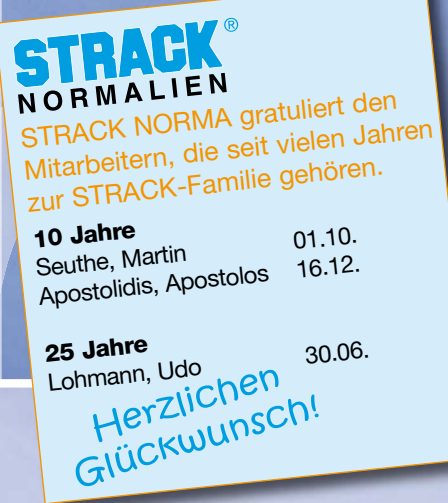 STRACK®
NORMALIEN
STRACK NORMA gratuliert den
Mitarbeitern, die seit vielen Jahren
zur STRACK-Familie gehören.
10 Jahre
Seuthe, Martin 01.10.
Apostolidis, Apostolos 16.12.
25 Jahre
Lohmann, Udo 30.06.
Herzlichen
Glückwunsch!